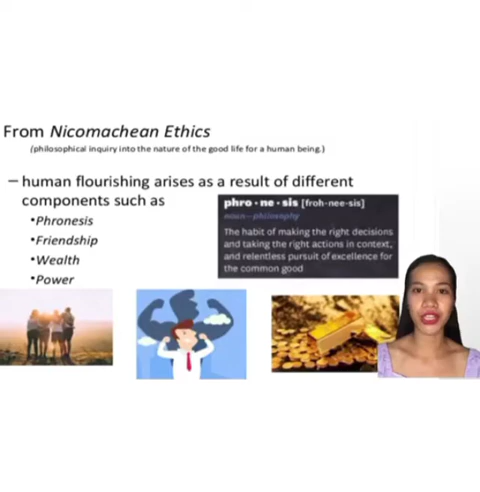 From Nicomachean Ethics
(philosophical inquiry into the nature of the good life for a human being.)
– human flourishing arises as a result of different
components such as
•Phronesis
•Friendship
•Wealth
•Power
phro·ne·sis [froh-nee-sis]
noun–philosophy
The habit of making the right decisions
and taking the right actions in context,
and relentless pursuit of excellence for
the common good